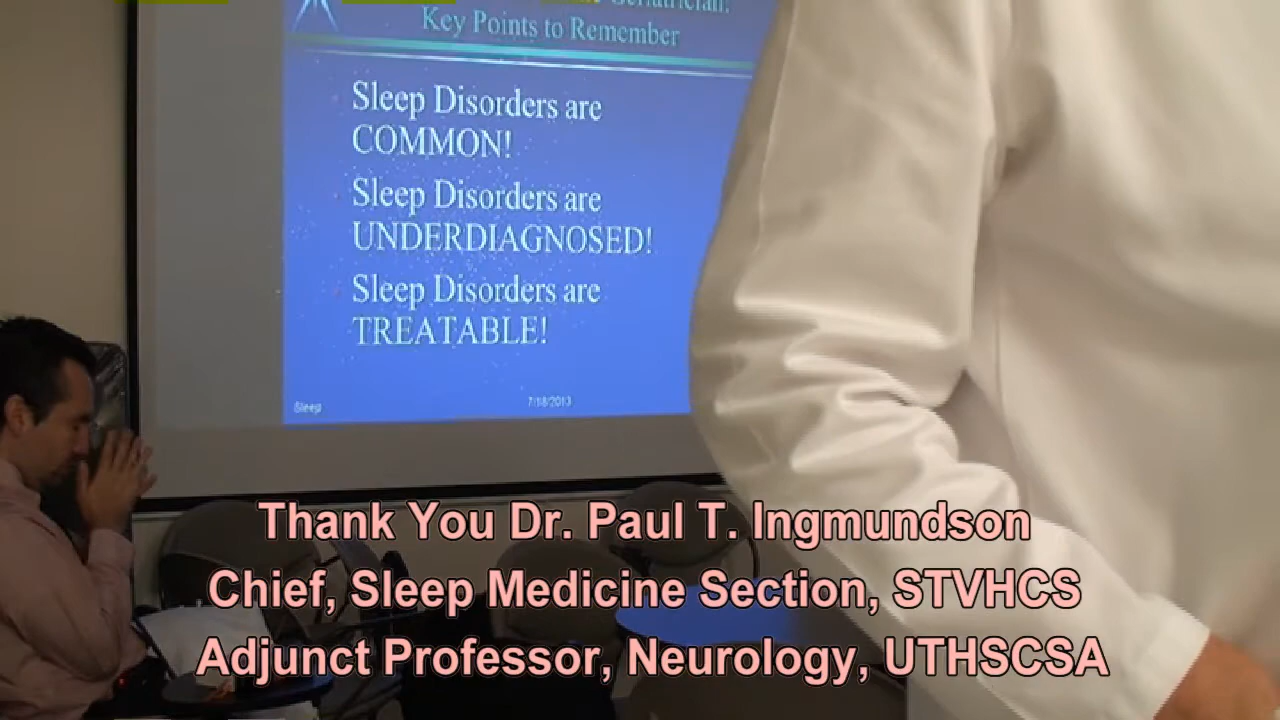 Geriatrician:
Key Points to Remember
Sleep Disorders are
COMMON!
Sleep Disorders are
UNDERDIAGNOSED!
Sleep Disorders are
TREATABLE!
Sleep
7/18/2013
Thank You Dr. Paul T. Ingmundson
Chief, Sleep Medicine Section, STVHCS
Adjunct Professor, Neurology, UTHSCSA